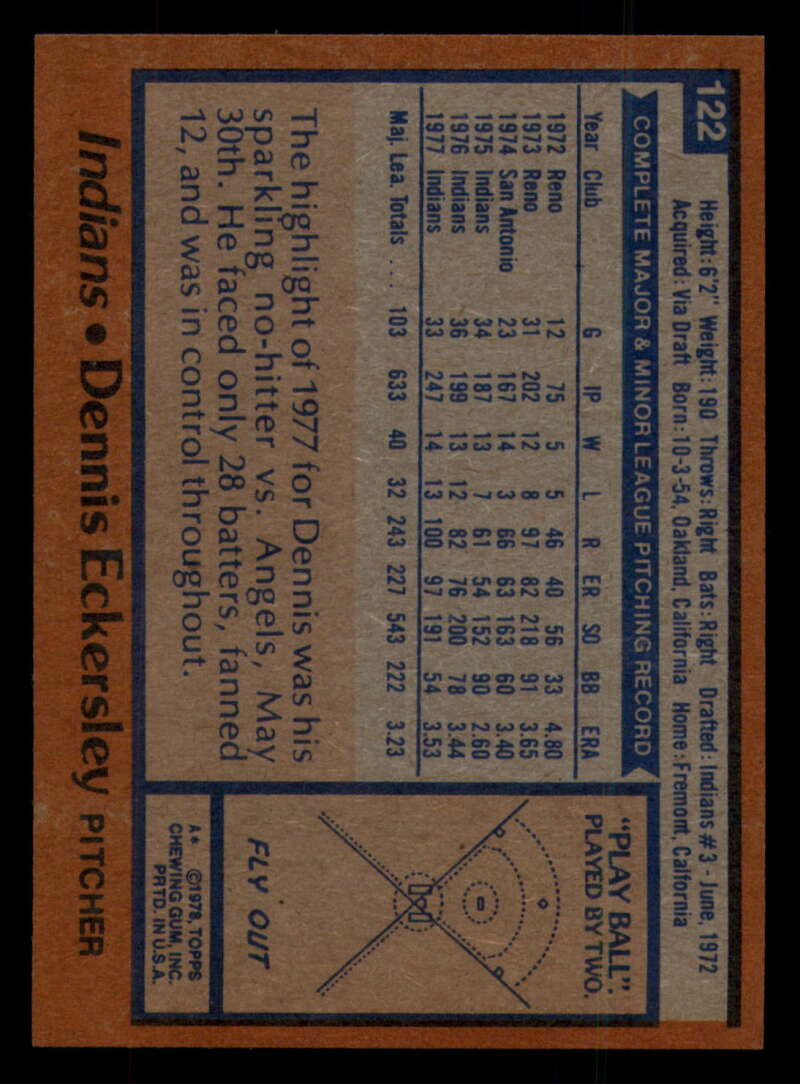 122
Height: 6'2" Weight: 190 Throws: Right Bats: Right Drafted: Indians #3 - June, 1972
Acquired: Via Draft Born: 10-3-54, Oakland, California Home: Fremont, Calfornia
COMPLETE MAJOR & MINOR LEAGUE PITCHING RECORD
Year Club G IP W L R ER SO BB ERA
1972 Reno 12 75 5 5 46 40 56 33 4.80
1973 Reno 31 202 12 8 97 82 218 91 3.65
1974 San Antonio 23 167 14 3 66 63 163 60 3.40
1975 Indians 34 187 13 7 61 54 152 90 2.60
1976 Indians 36 199 13 12 82 76 200 78 3.44
1977 Indians 33 247 14 13 100 97 191 54 3.53
Maj. Lea. Totals ... 103 633 40 32 243 227 543 222 3.23
The highlight of 1977 for Dennis was his
sparkling no-hitter vs. Angels, May
30th. He faced only 28 batters, fanned
12, and was in control throughout.
"PLAY BALL":
PLAYED BY TWO.
FLY OUT
A* ©1978, TOPPS
CHEWING GUM, INC.
PRTD. IN U.S.A.
Indians • Dennis Eckersley PITCHER